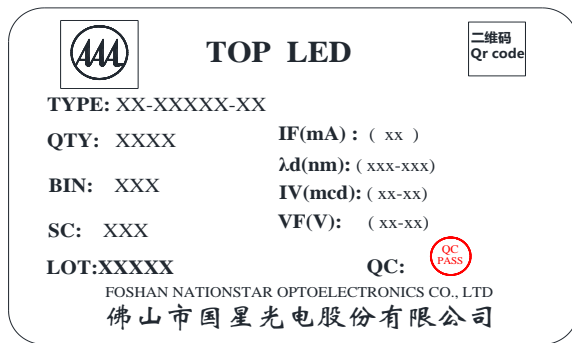 AAA
TOP LED
二维码
Qr code
TYPE: XX-XXXXX-XX
QTY: XXXX
IF(mA) : ( xx )
λd(nm): ( xxx-xxx)
BIN: XXX
IV(mcd): ( xx-xx)
SC: XXX
VF(V): ( xx-xx)
LOT:XXXXX
QC:
QC
PASS
FOSHAN NATIONSTAR OPTOELECTRONICS CO., LTD
佛山市国星光电股份有限公司